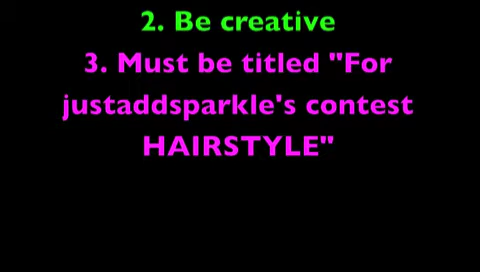 2. Be creative
3. Must be titled "For
justaddsparkle's contest
HAIRSTYLE"